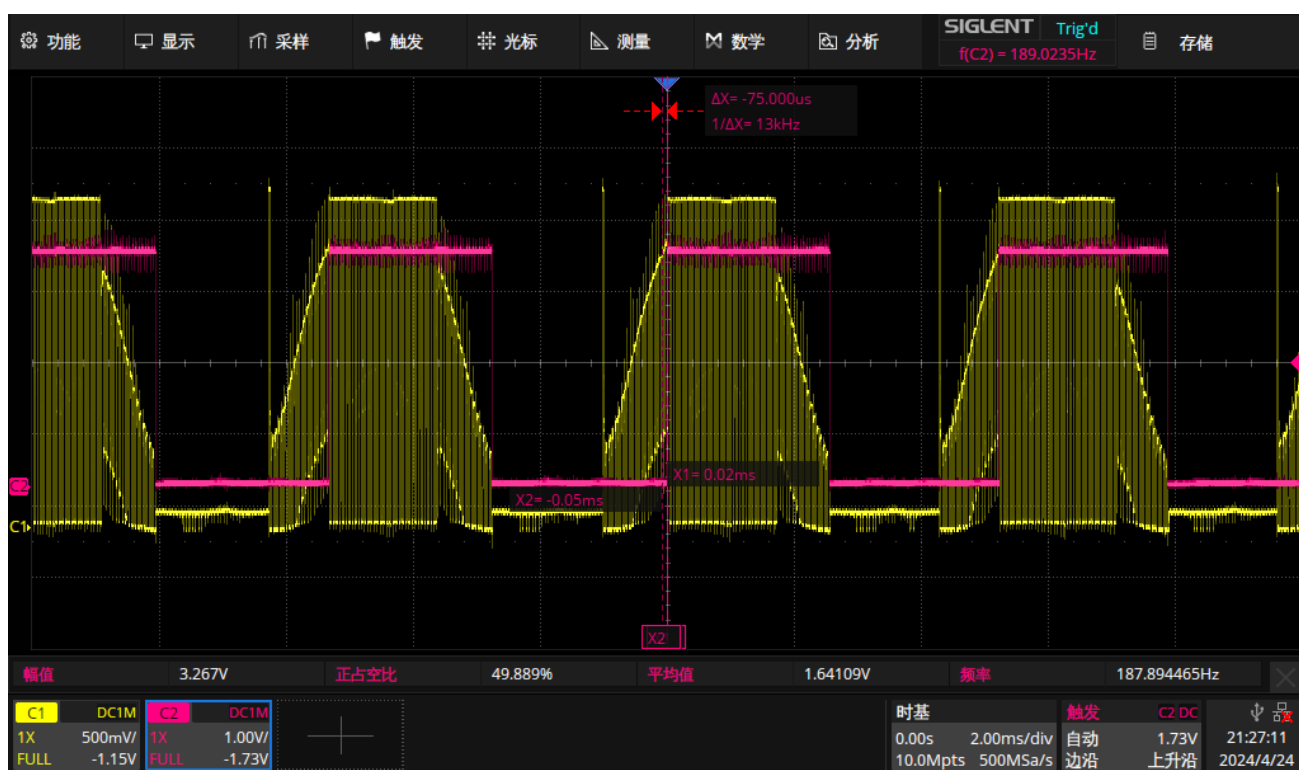 功能 显示 采样 触发 光标 测量 数学 分析 SIGLENT Trig'd 存储
f(C2) = 189.0235Hz
ΔX= -75.000us
1/ΔX= 13kHz
X1= 0.02ms
C2
X2= -0.05ms
C1
X2
幅值 3.267V 正占空比 49.889% 平均值 1.64109V 频率 187.894465Hz
C1 DC1M C2 DC1M 时基 触发 C2 DC
1X 500mV/ 1X 1.00V/ 0.00s 2.00ms/div 自动 1.73V 21:27:11
FULL -1.15V FULL -1.73V 10.0Mpts 500MSa/s 边沿 上升沿 2024/4/24